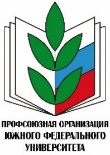 ПРОФСОЮЗНАЯ ОРГАНИЗАЦИЯ
ЮЖНОГО ФЕДЕРАЛЬНОГО
УНИВЕРСИТЕТА